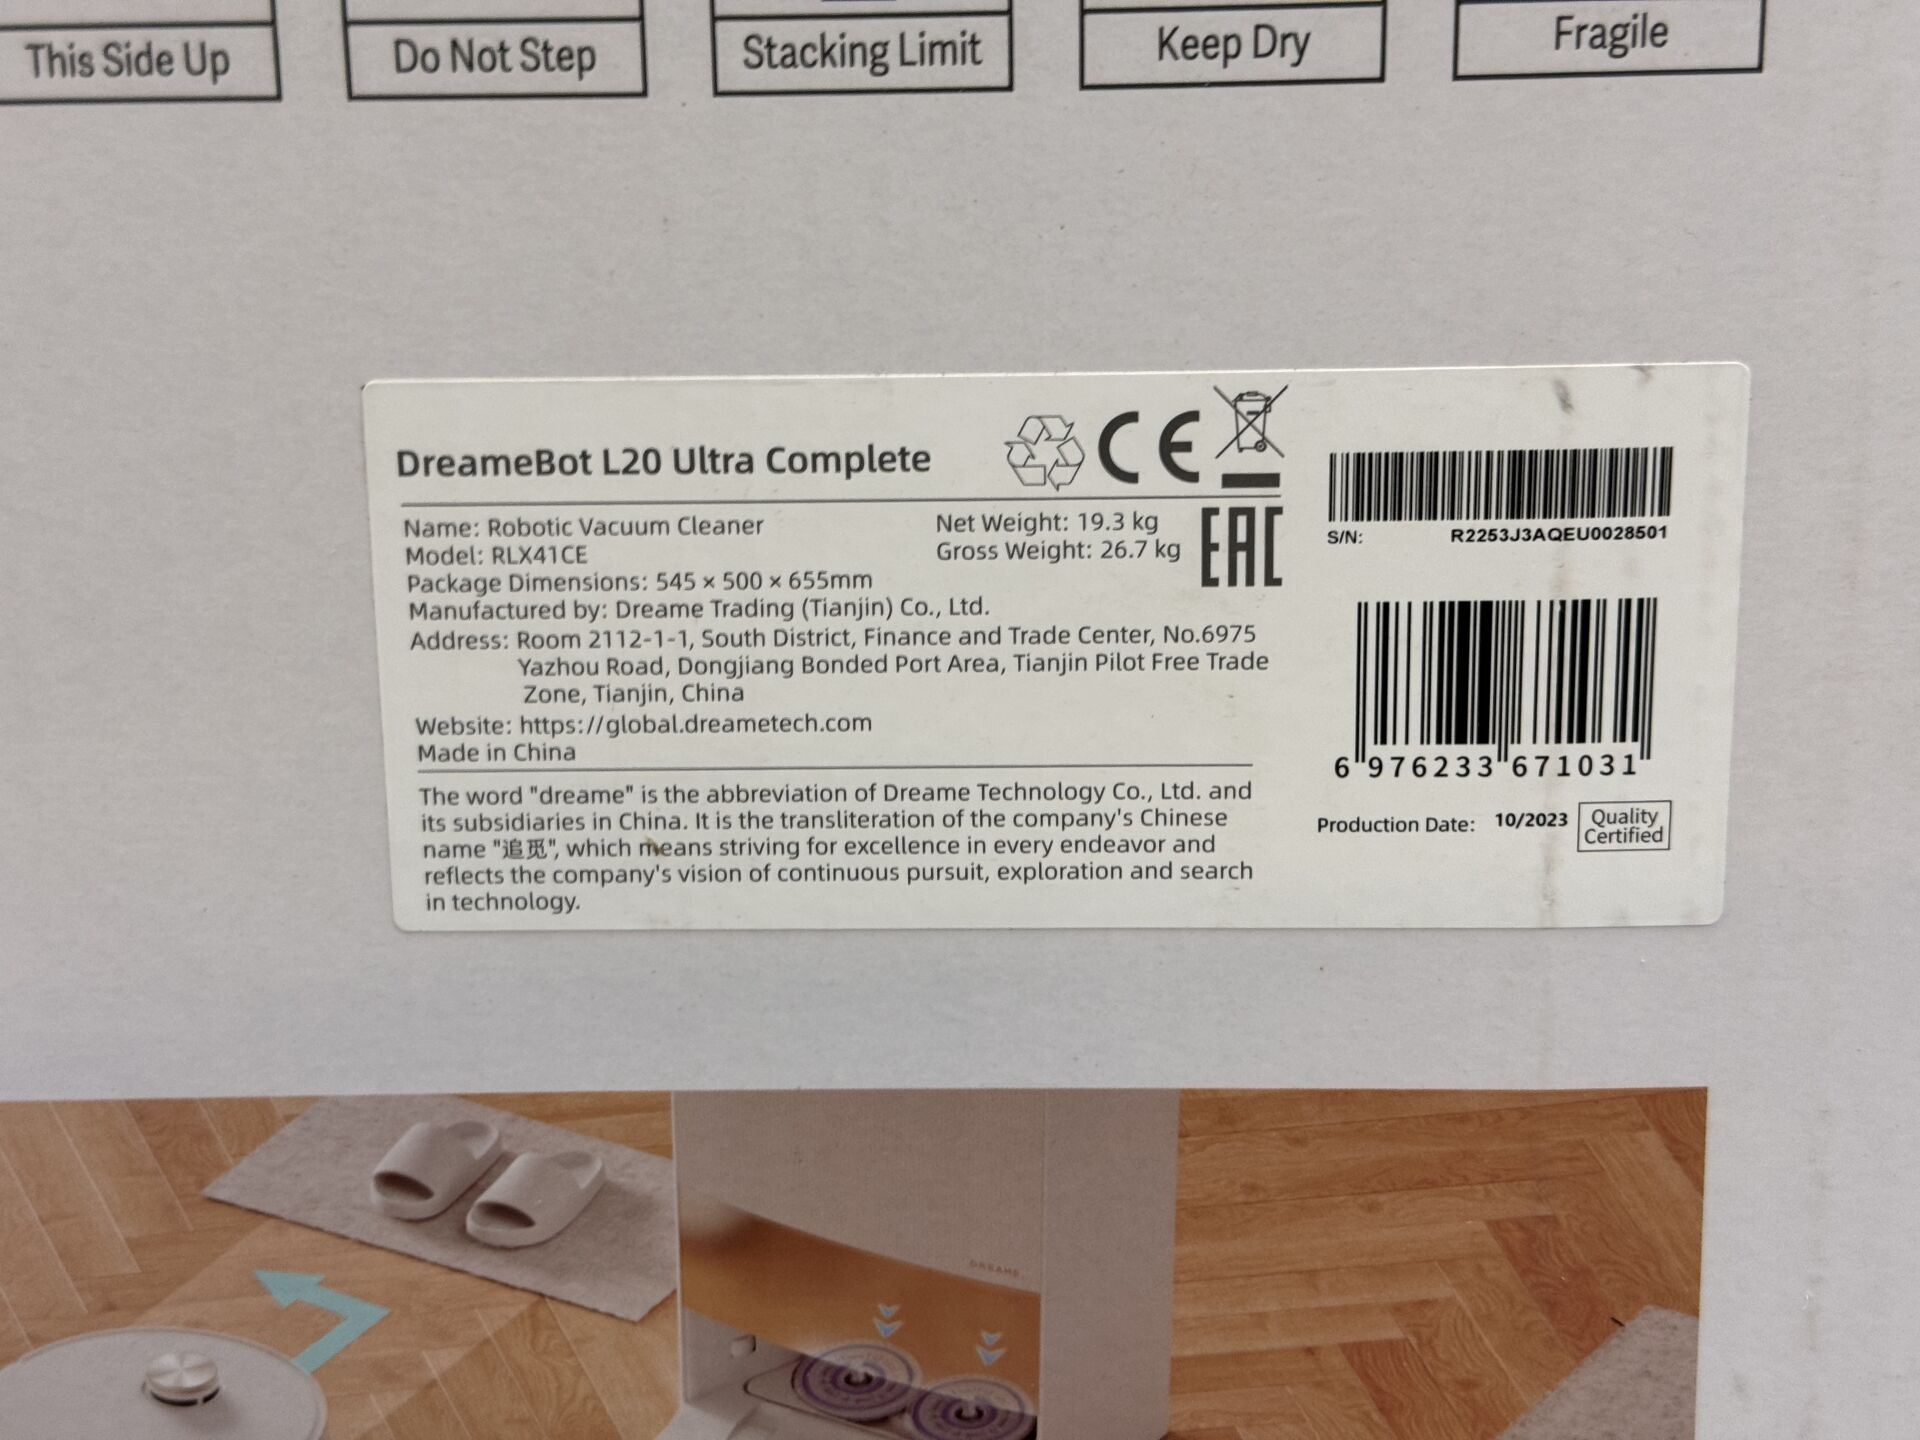 This Side Up
Do Not Step
Stacking Limit
Keep Dry
Fragile
DreameBot L20 Ultra Complete
CE
Name: Robotic Vacuum Cleaner
Net Weight: 19.3 kg
Model: RLX41CE
Gross Weight: 26.7 kg
EAC
Package Dimensions: 545 × 500 × 655mm
Manufactured by: Dreame Trading (Tianjin) Co., Ltd.
Address: Room 2112-1-1, South District, Finance and Trade Center, No.6975
Yazhou Road, Dongjiang Bonded Port Area, Tianjin Pilot Free Trade
Zone, Tianjin, China
Website: https://global.dreametech.com
Made in China
The word "dreame" is the abbreviation of Dreame Technology Co., Ltd. and
its subsidiaries in China. It is the transliteration of the company's Chinese
name "追觅", which means striving for excellence in every endeavor and
reflects the company's vision of continuous pursuit, exploration and search
in technology.
S/N: R2253J3AQEU0028501
6 976233 671031
Production Date: 10/2023
Quality
Certified
DREAME